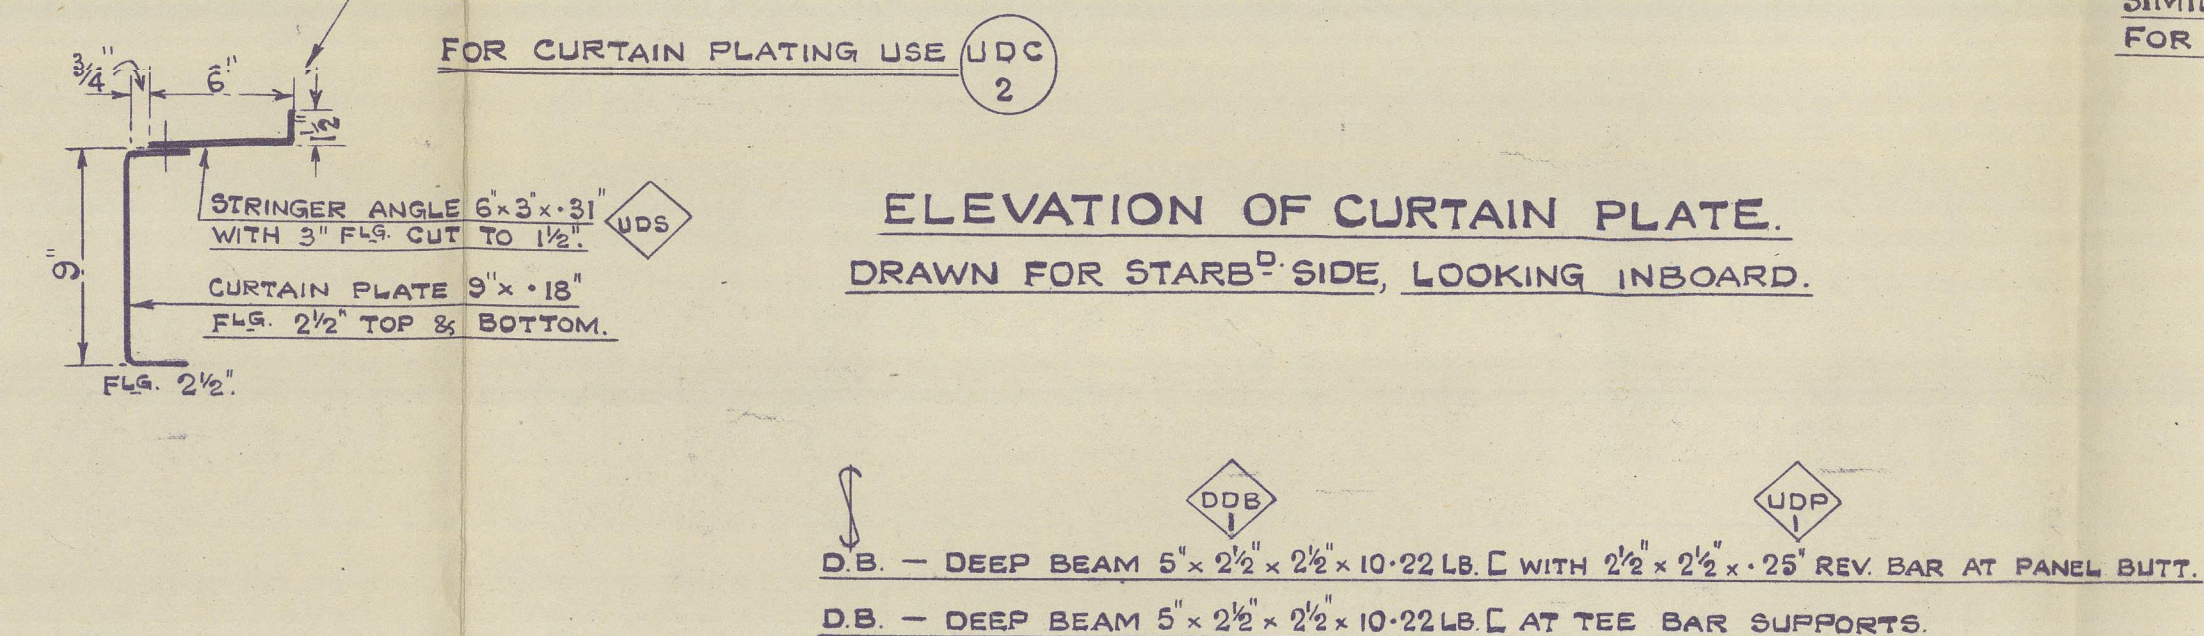 FOR CURTAIN PLATING USE UDC 2
FOR
3/4" 6"
1 1/2"
STRINGER ANGLE 6"x 3"x ·31"
WITH 3" FLG. CUT TO 1½".
UDS
9"
CURTAIN PLATE 9"x ·18"
FLG. 2½" TOP & BOTTOM.
FLG. 2½".
ELEVATION OF CURTAIN PLATE.
DRAWN FOR STARBD. SIDE, LOOKING INBOARD.
DDB 1
UDP 1
D.B. — DEEP BEAM 5" x 2½" x 2½" x 10·22 LB. [ WITH 2½" x 2½" x ·25" REV. BAR AT PANEL BUTT.
D.B. — DEEP BEAM 5" x 2½" x 2½" x 10·22 LB. [ AT TEE BAR SUPPORTS.